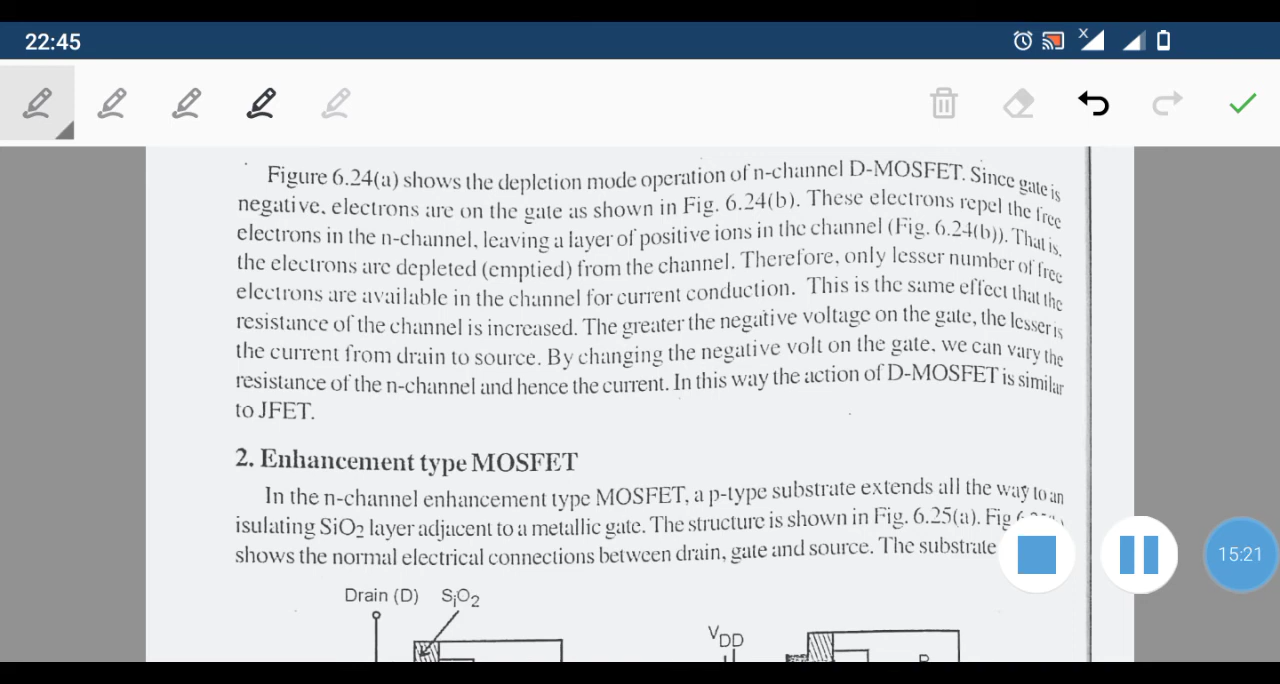 22:45
X
Figure 6.24(a) shows the depletion mode operation of n-channel D-MOSFET. Since gate is
negative, electrons are on the gate as shown in Fig. 6.24(b). These electrons repel the free
electrons in the n-channel, leaving a layer of positive ions in the channel (Fig. 6.24(b)). That is,
the electrons are depleted (emptied) from the channel. Therefore, only lesser number of free
electrons are available in the channel for current conduction. This is the same effect that the
resistance of the channel is increased. The greater the negative voltage on the gate, the lesser is
the current from drain to source. By changing the negative volt on the gate, we can vary the
resistance of the n-channel and hence the current. In this way the action of D-MOSFET is similar
to JFET.
2. Enhancement type MOSFET
In the n-channel enhancement type MOSFET, a p-type substrate extends all the way to an
isulating SiO2 layer adjacent to a metallic gate. The structure is shown in Fig. 6.25(a). Fig
shows the normal electrical connections between drain, gate and source. The substrate
15:21
Drain (D) SiO2
VDD